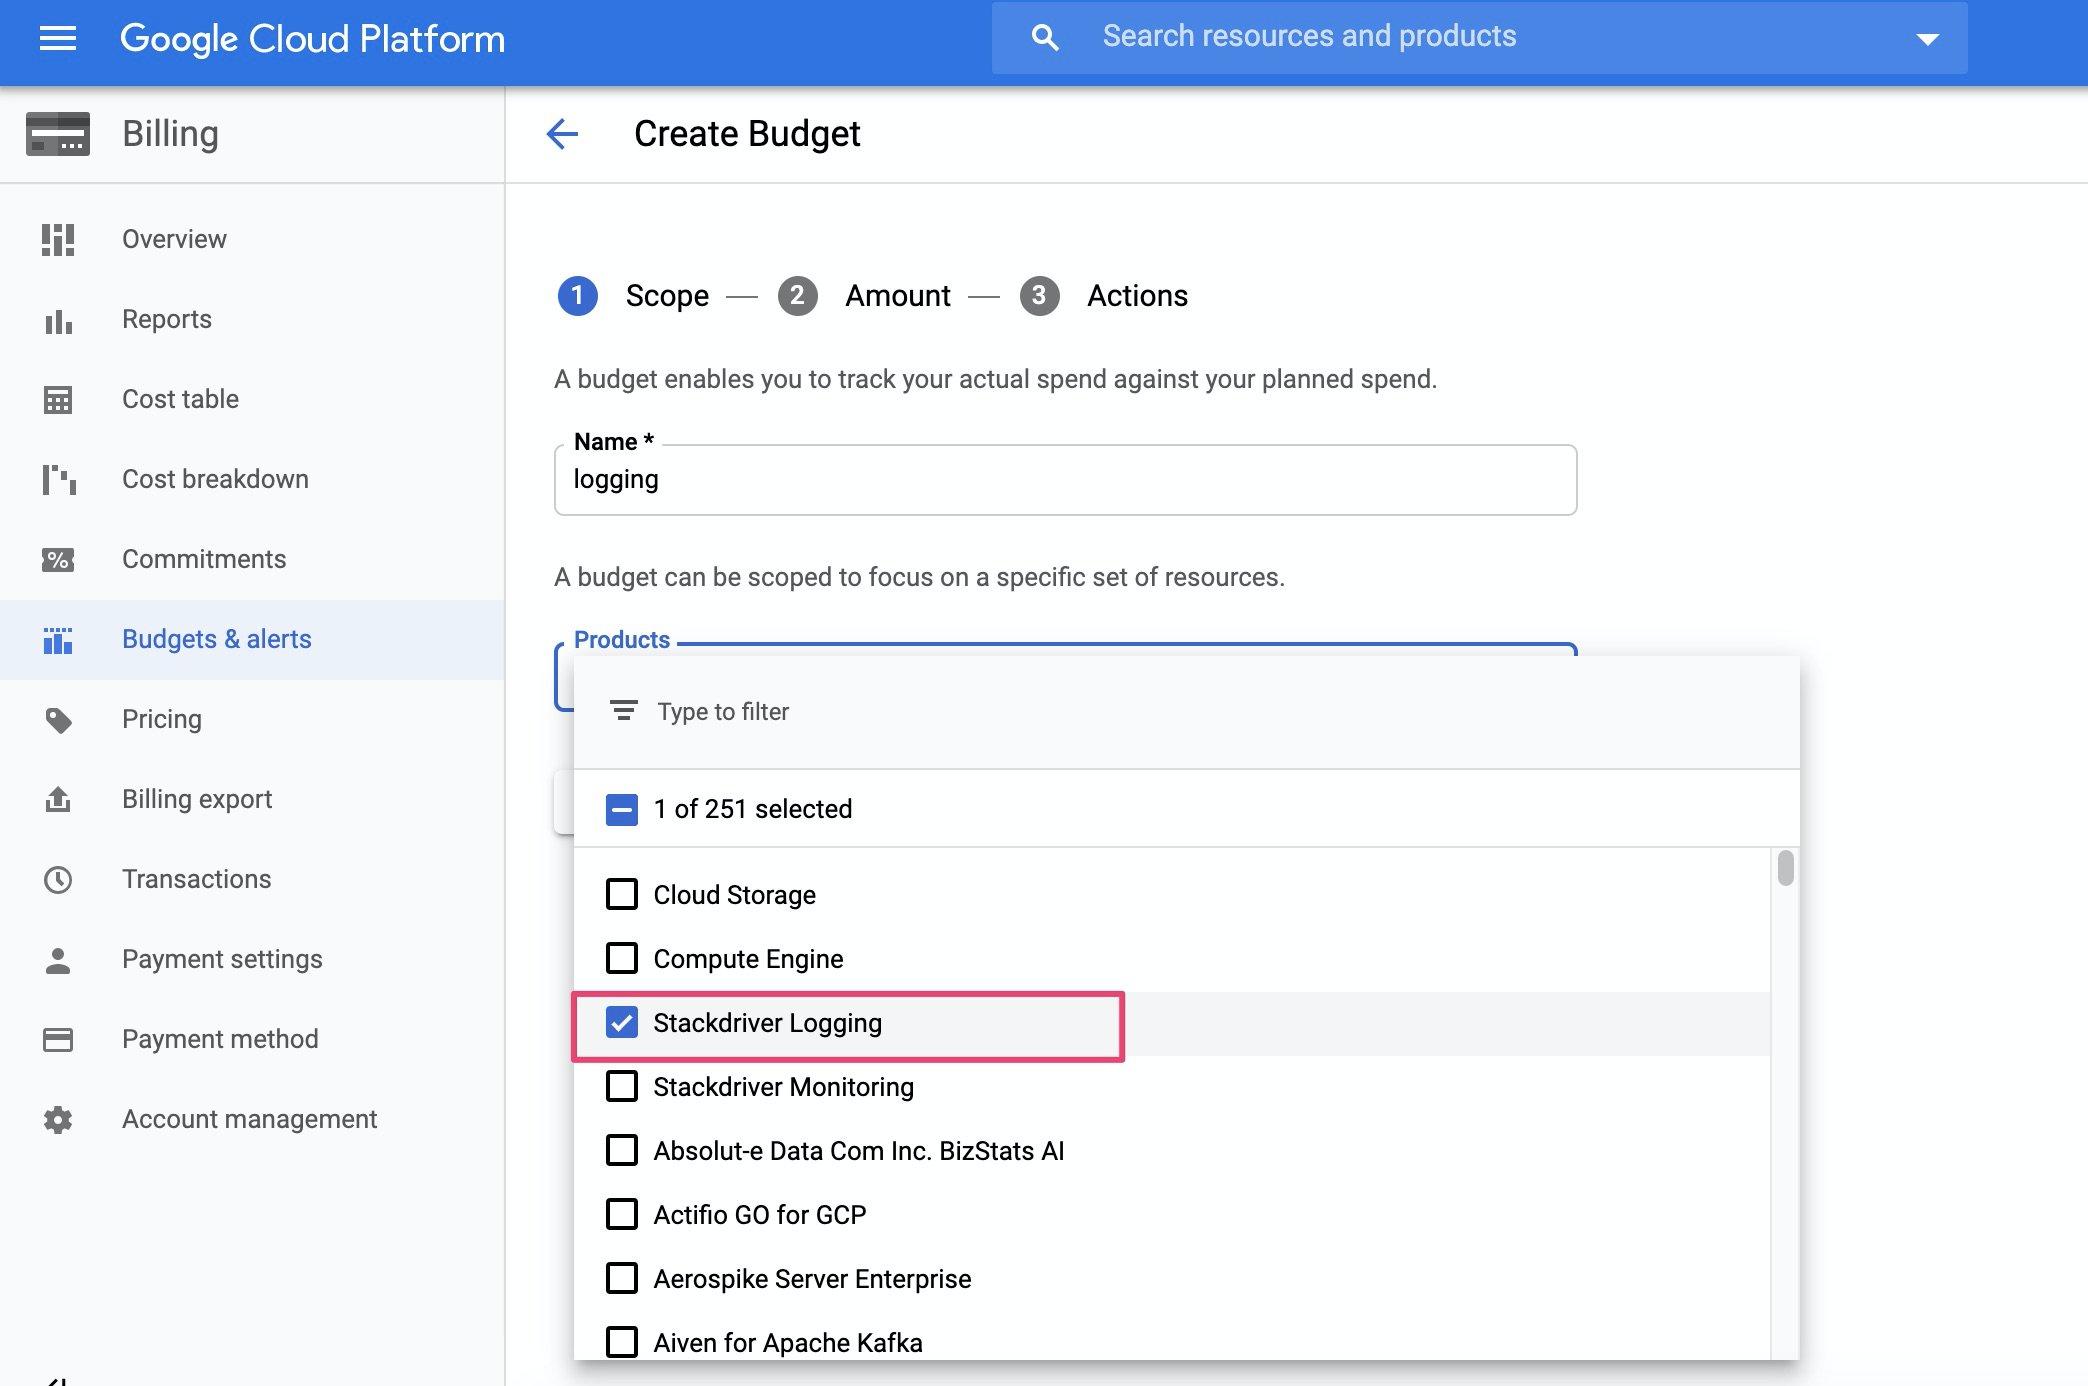 Google Cloud Platform
Search resources and products
Billing
Create Budget
Overview
Reports
Cost table
Cost breakdown
Commitments
Budgets & alerts
Pricing
Billing export
Transactions
Payment settings
Payment method
Account management
1 Scope — 2 Amount — 3 Actions
A budget enables you to track your actual spend against your planned spend.
Name *
logging
A budget can be scoped to focus on a specific set of resources.
Products
Type to filter
1 of 251 selected
Cloud Storage
Compute Engine
Stackdriver Logging
Stackdriver Monitoring
Absolut-e Data Com Inc. BizStats AI
Actifio GO for GCP
Aerospike Server Enterprise
Aiven for Apache Kafka